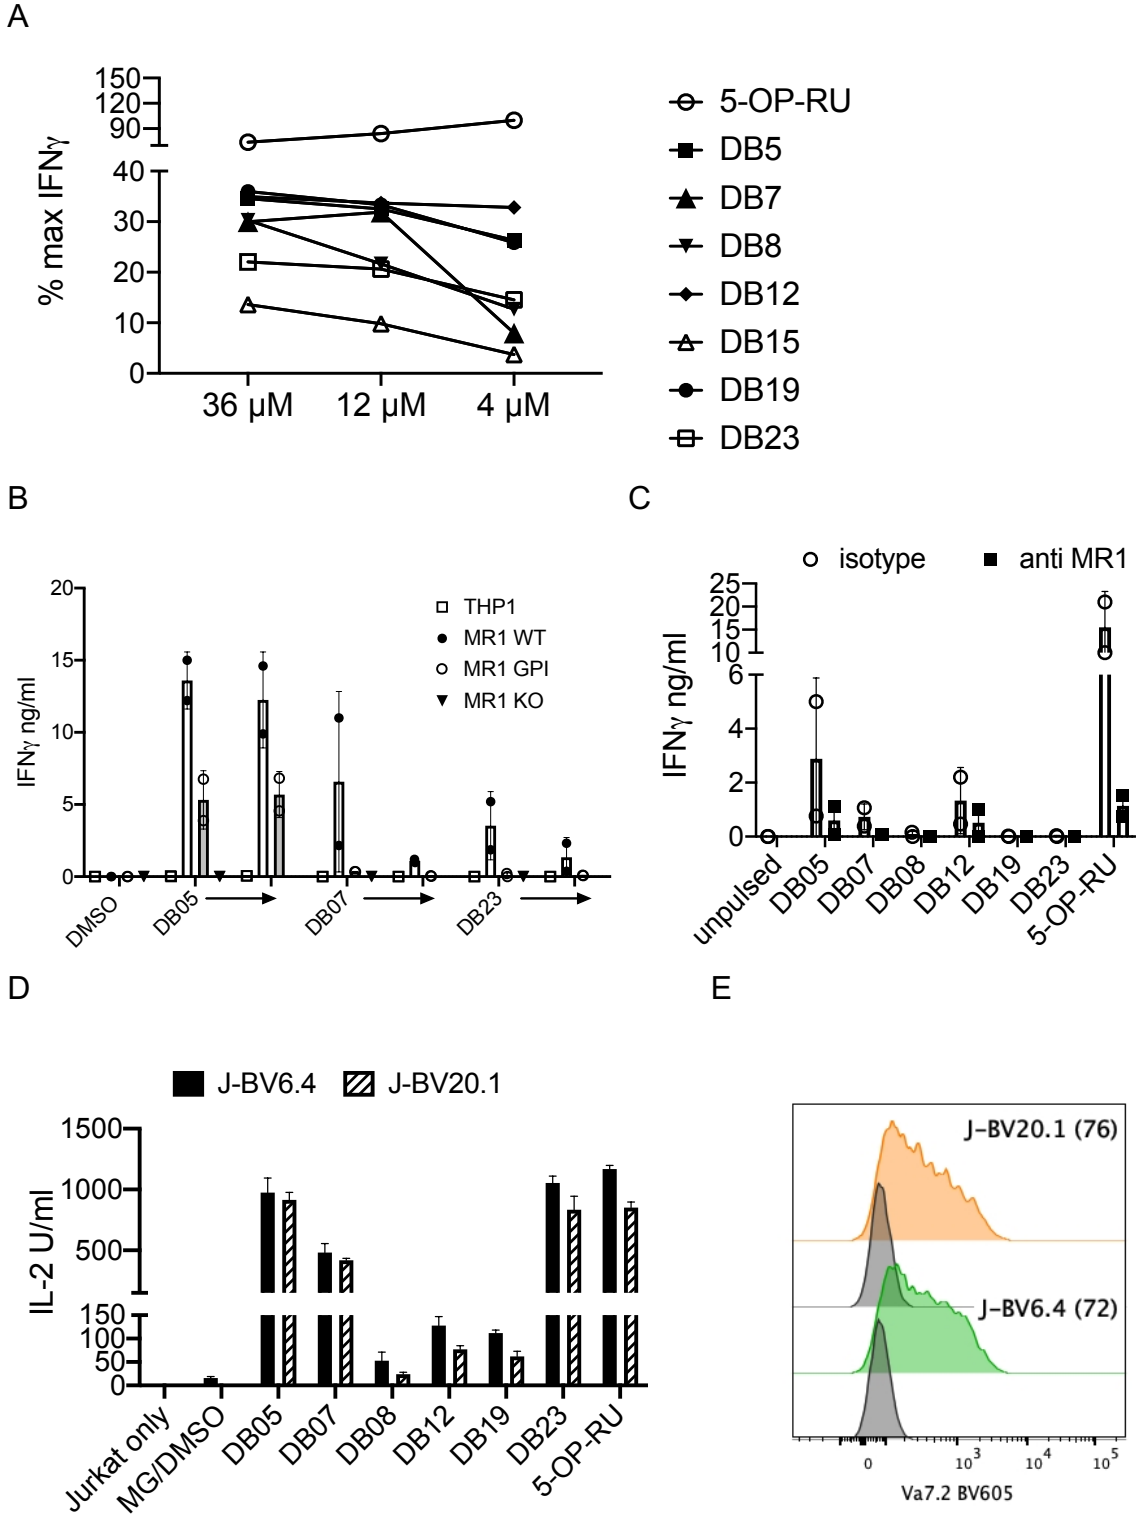 A
150
120
90
40
30
20
10
0
% max IFNγ
36 µM 12 µM 4 µM
5-OP-RU
DB5
DB7
DB8
DB12
DB15
DB19
DB23
B
20
15
10
5
0
IFNγ ng/ml
THP1
MR1 WT
MR1 GPI
MR1 KO
DMSO DB05 DB07 DB23
C
isotype anti MR1
25
20
15
10
6
4
2
0
IFNγ ng/ml
unpulsed DB05 DB07 DB08 DB12 DB19 DB23 5-OP-RU
D
J-BV6.4 J-BV20.1
1500
1000
500
150
100
50
0
IL-2 U/ml
Jurkat only MG/DMSO DB05 DB07 DB08 DB12 DB19 DB23 5-OP-RU
E
J-BV20.1 (76)
J-BV6.4 (72)
0 10³ 10⁴ 10⁵
Va7.2 BV605